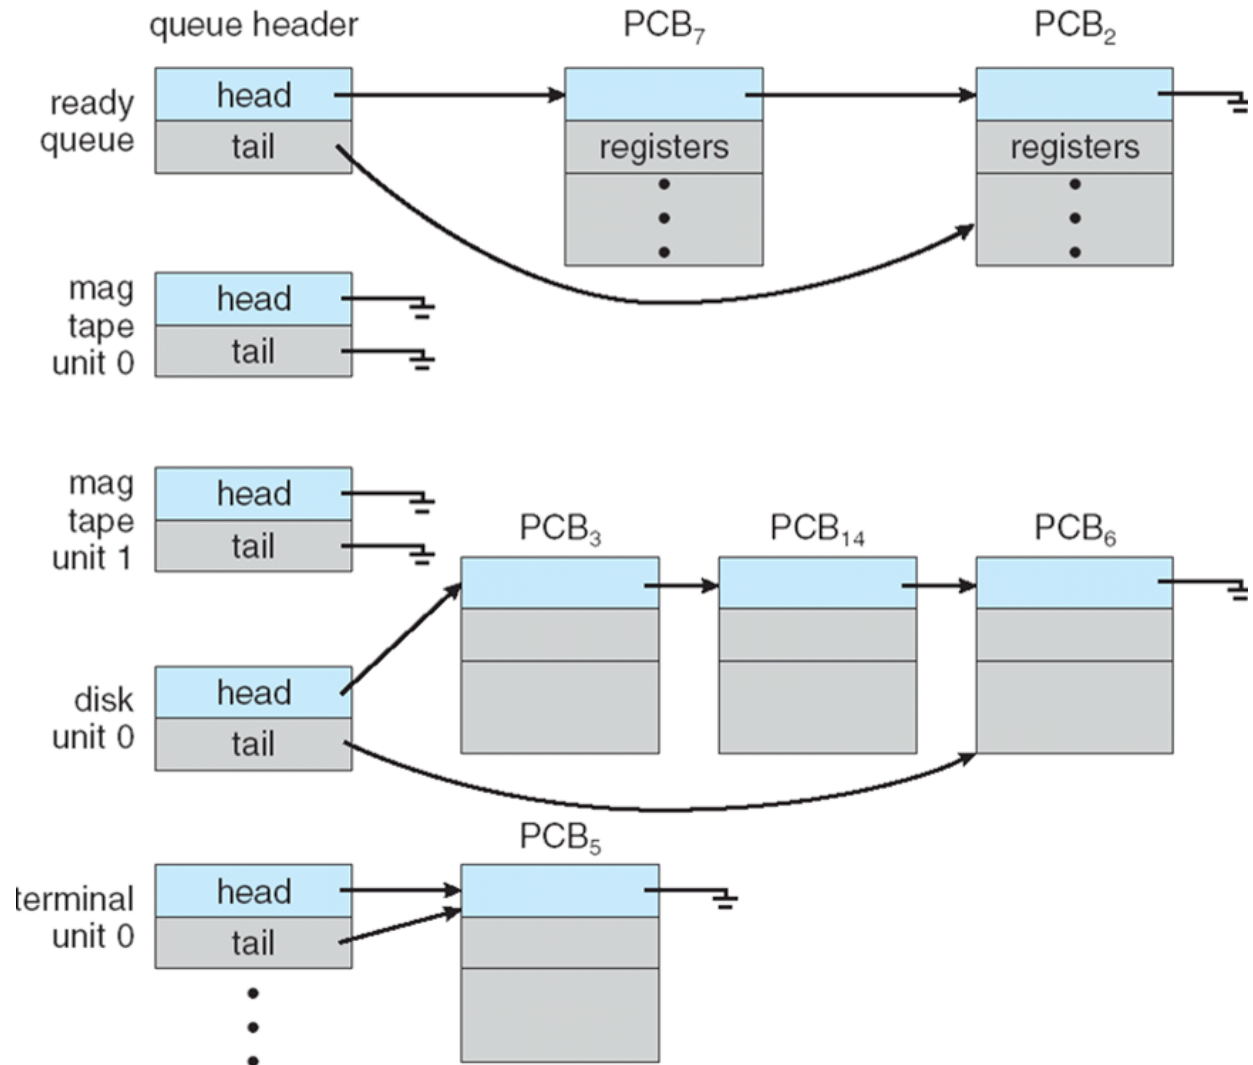 queue header
PCB7
PCB2
ready
queue
head
tail
registers
registers
mag
tape
unit 0
head
tail
mag
tape
unit 1
head
tail
PCB3
PCB14
PCB6
disk
unit 0
head
tail
PCB5
terminal
unit 0
head
tail